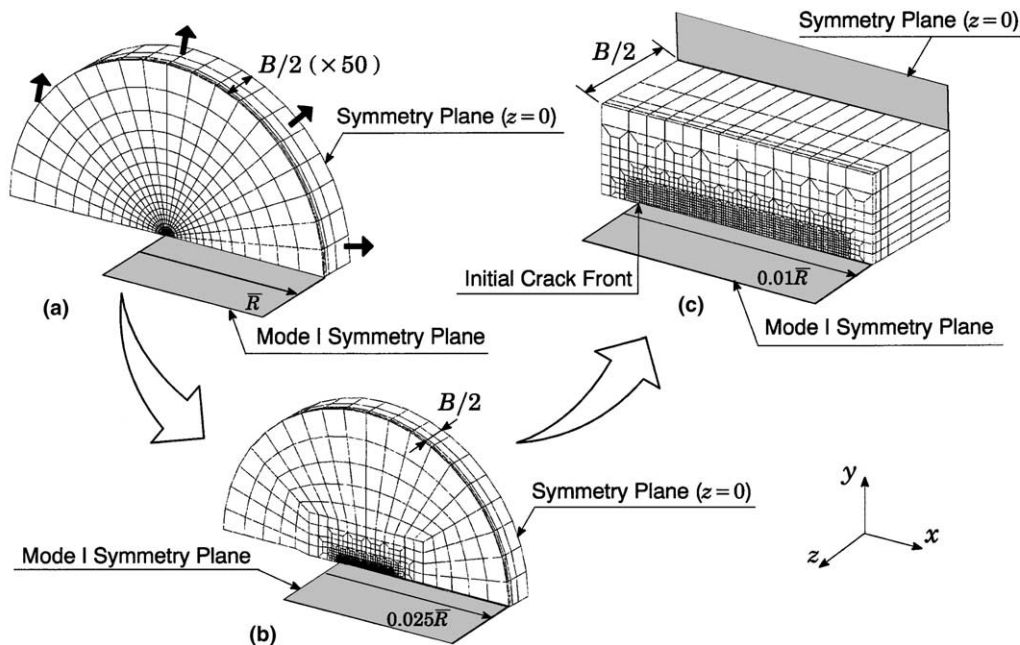 B/2 (×50)
Symmetry Plane (z=0)
R̅
(a)
Mode I Symmetry Plane
Symmetry Plane (z=0)
B/2
Initial Crack Front
0.01R̅
(c)
Mode I Symmetry Plane
B/2
Symmetry Plane (z=0)
Mode I Symmetry Plane
0.025R̅
(b)
y
x
z